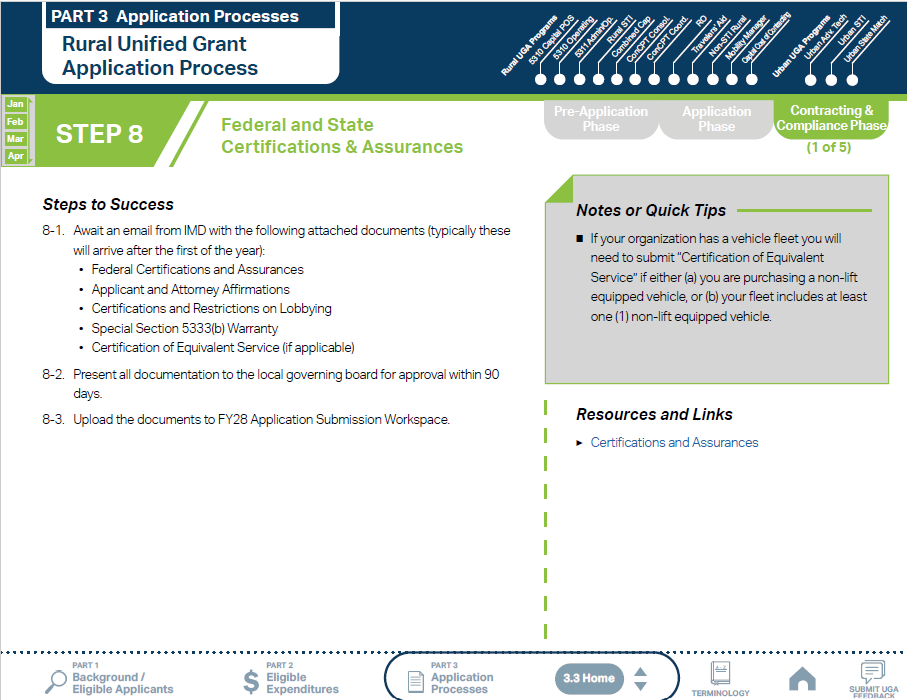 PART 3 Application Processes
Rural Unified Grant
Application Process
Rural UGA Programs
5310 Capital POS
5310 Operating
5311 Admin/Op.
Rural STI
Combined Cap
ConCPT Consol.
ConCPT Coord.
RO
Travelers' Aid
Non-STI Rural
Mobility Manager
Capital Cost of Contracting
Urban UGA Programs
Urban Adv. Tech
Urban STI
Urban State Match
Jan
Feb
Mar
Apr
STEP 8
Federal and State
Certifications & Assurances
Pre-Application
Phase
Application
Phase
Contracting &
Compliance Phase
(1 of 5)
Steps to Success
8-1. Await an email from IMD with the following attached documents (typically these
will arrive after the first of the year):
• Federal Certifications and Assurances
• Applicant and Attorney Affirmations
• Certifications and Restrictions on Lobbying
• Special Section 5333(b) Warranty
• Certification of Equivalent Service (if applicable)
8-2. Present all documentation to the local governing board for approval within 90
days.
8-3. Upload the documents to FY28 Application Submission Workspace.
Notes or Quick Tips
■ If your organization has a vehicle fleet you will
need to submit "Certification of Equivalent
Service" if either (a) you are purchasing a non-lift
equipped vehicle, or (b) your fleet includes at least
one (1) non-lift equipped vehicle.
Resources and Links
► Certifications and Assurances
PART 1
Background /
Eligible Applicants
PART 2
Eligible
Expenditures
PART 3
Application
Processes
3.3 Home
TERMINOLOGY
SUBMIT UGA
FEEDBACK